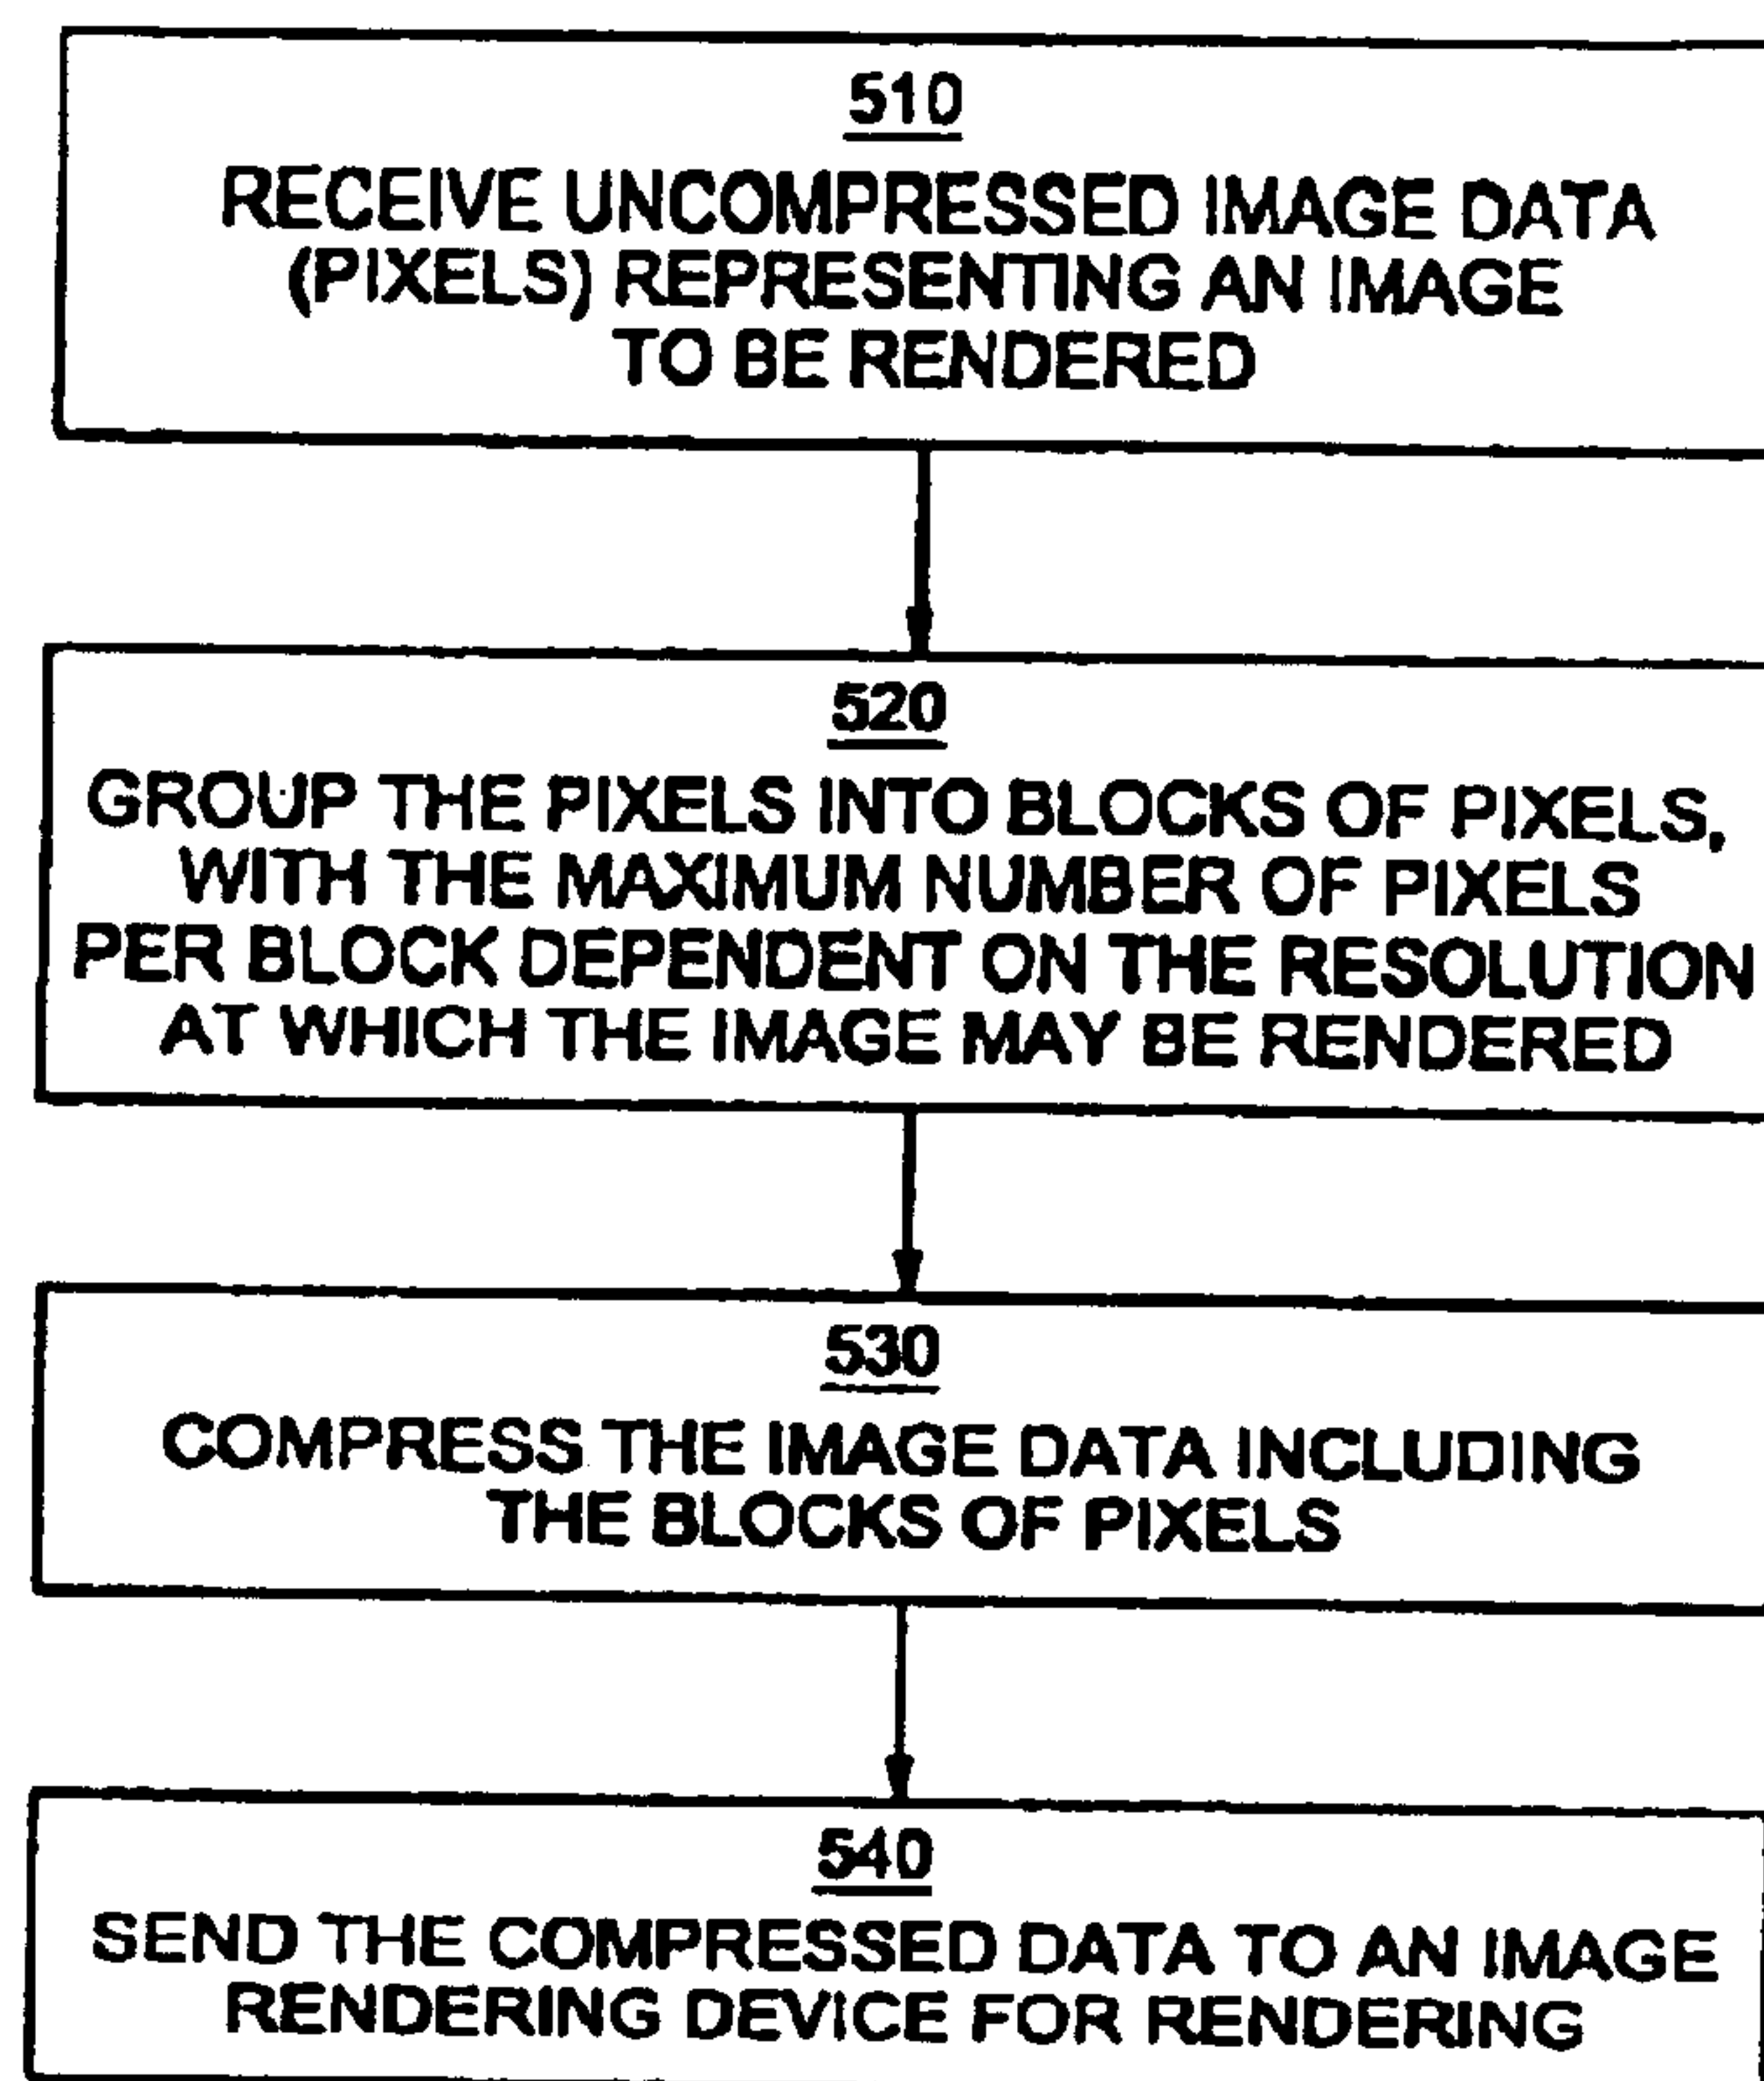 510
RECEIVE UNCOMPRESSED IMAGE DATA
(PIXELS) REPRESENTING AN IMAGE
TO BE RENDERED
520
GROUP THE PIXELS INTO BLOCKS OF PIXELS,
WITH THE MAXIMUM NUMBER OF PIXELS
PER BLOCK DEPENDENT ON THE RESOLUTION
AT WHICH THE IMAGE MAY BE RENDERED
530
COMPRESS THE IMAGE DATA INCLUDING
THE BLOCKS OF PIXELS
540
SEND THE COMPRESSED DATA TO AN IMAGE
RENDERING DEVICE FOR RENDERING